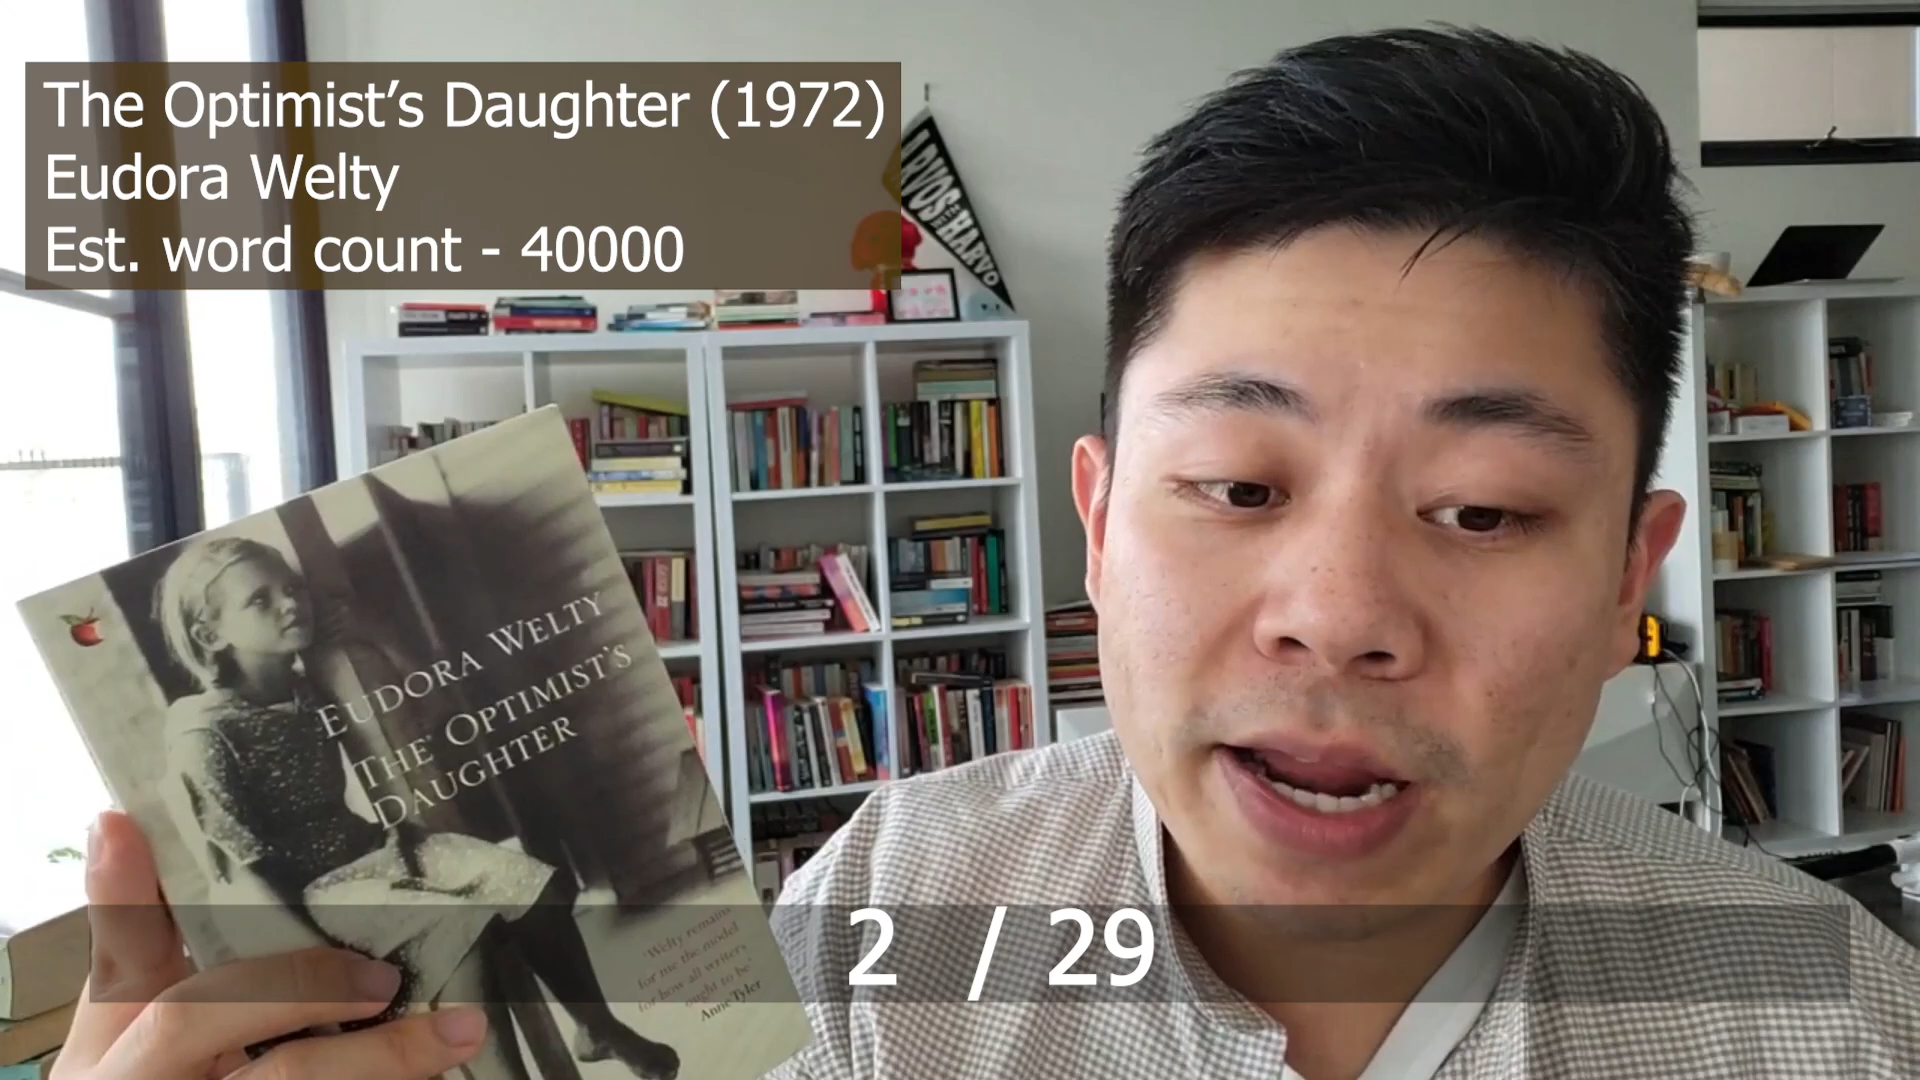 The Optimist’s Daughter (1972)
Eudora Welty
Est. word count - 40000
EUDORA WELTY
THE OPTIMIST'S
DAUGHTER
'Welty remains
for me the model
for how all writers
ought to be'
Anne Tyler
2 / 29